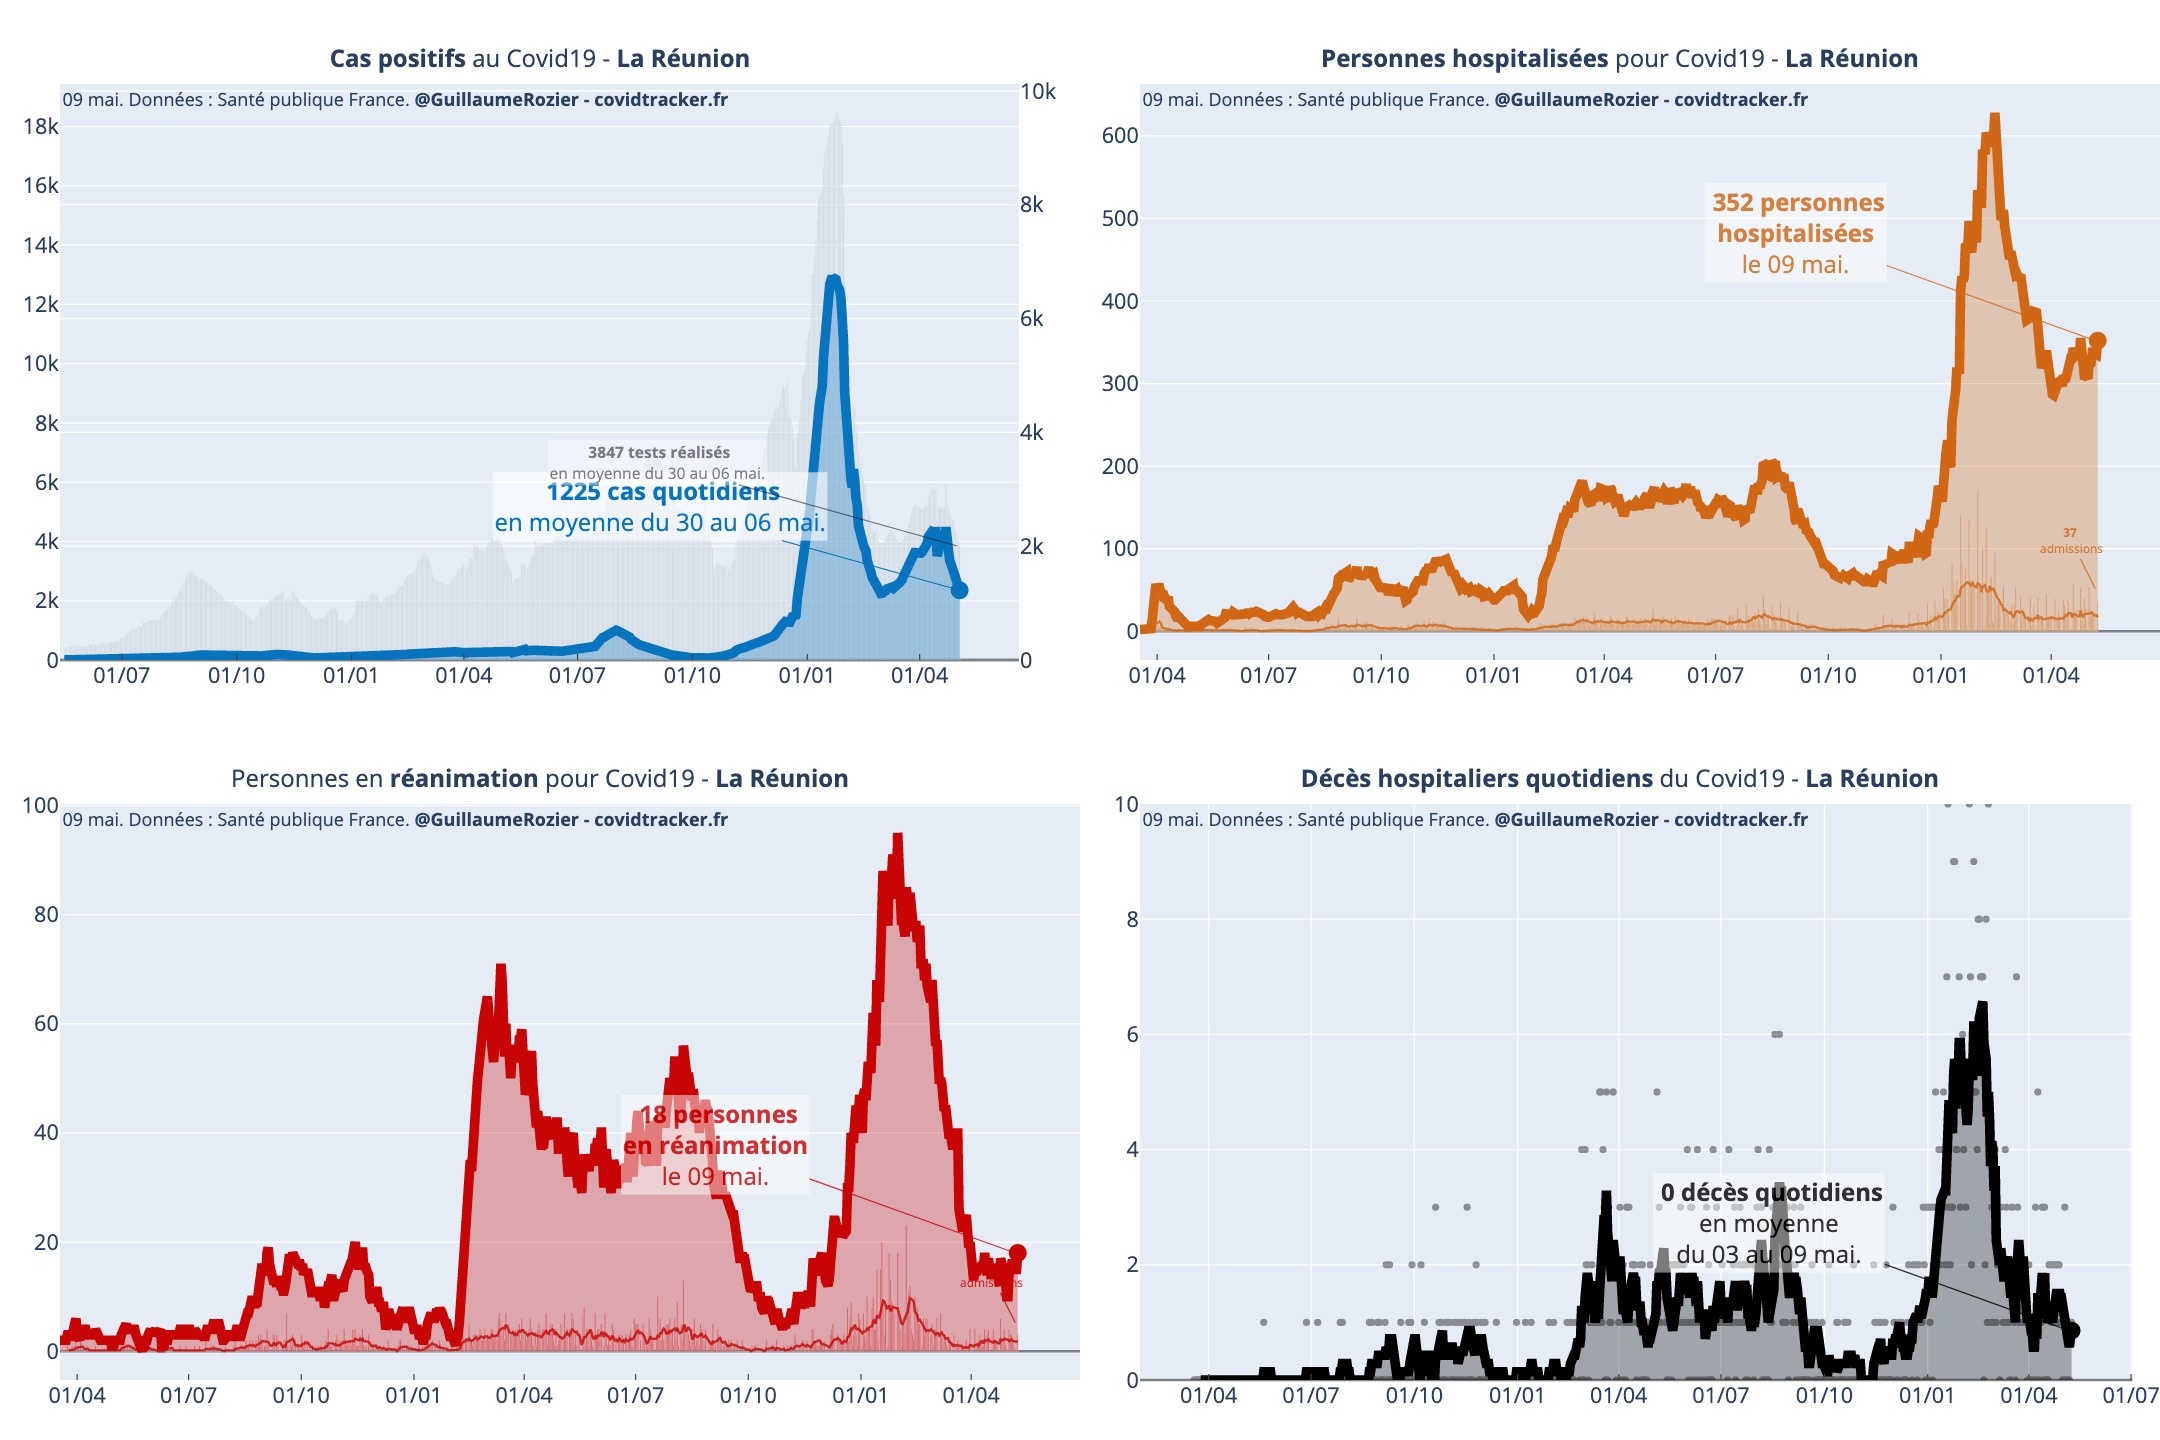 Cas positifs au Covid19 - La Réunion
09 mai. Données : Santé publique France. @GuillaumeRozier - covidtracker.fr
10k
18k
16k
8k
14k
12k
6k
10k
8k
4k
3847 tests réalisés
en moyenne du 30 au 06 mai.
6k
1225 cas quotidiens
en moyenne du 30 au 06 mai.
4k
2k
2k
0
0
01/07 01/10 01/01 01/04 01/07 01/10 01/01 01/04
Personnes hospitalisées pour Covid19 - La Réunion
09 mai. Données : Santé publique France. @GuillaumeRozier - covidtracker.fr
600
500
352 personnes
hospitalisées
le 09 mai.
400
300
200
100
37
admissions
0
01/04 01/07 01/10 01/01 01/04 01/07 01/10 01/01 01/04
Personnes en réanimation pour Covid19 - La Réunion
100
09 mai. Données : Santé publique France. @GuillaumeRozier - covidtracker.fr
80
60
40
18 personnes
en réanimation
le 09 mai.
20
admissions
0
01/04 01/07 01/10 01/01 01/04 01/07 01/10 01/01 01/04
Décès hospitaliers quotidiens du Covid19 - La Réunion
10
09 mai. Données : Santé publique France. @GuillaumeRozier - covidtracker.fr
8
6
4
0 décès quotidiens
en moyenne
du 03 au 09 mai.
2
0
01/04 01/07 01/10 01/01 01/04 01/07 01/10 01/01 01/04 01/07